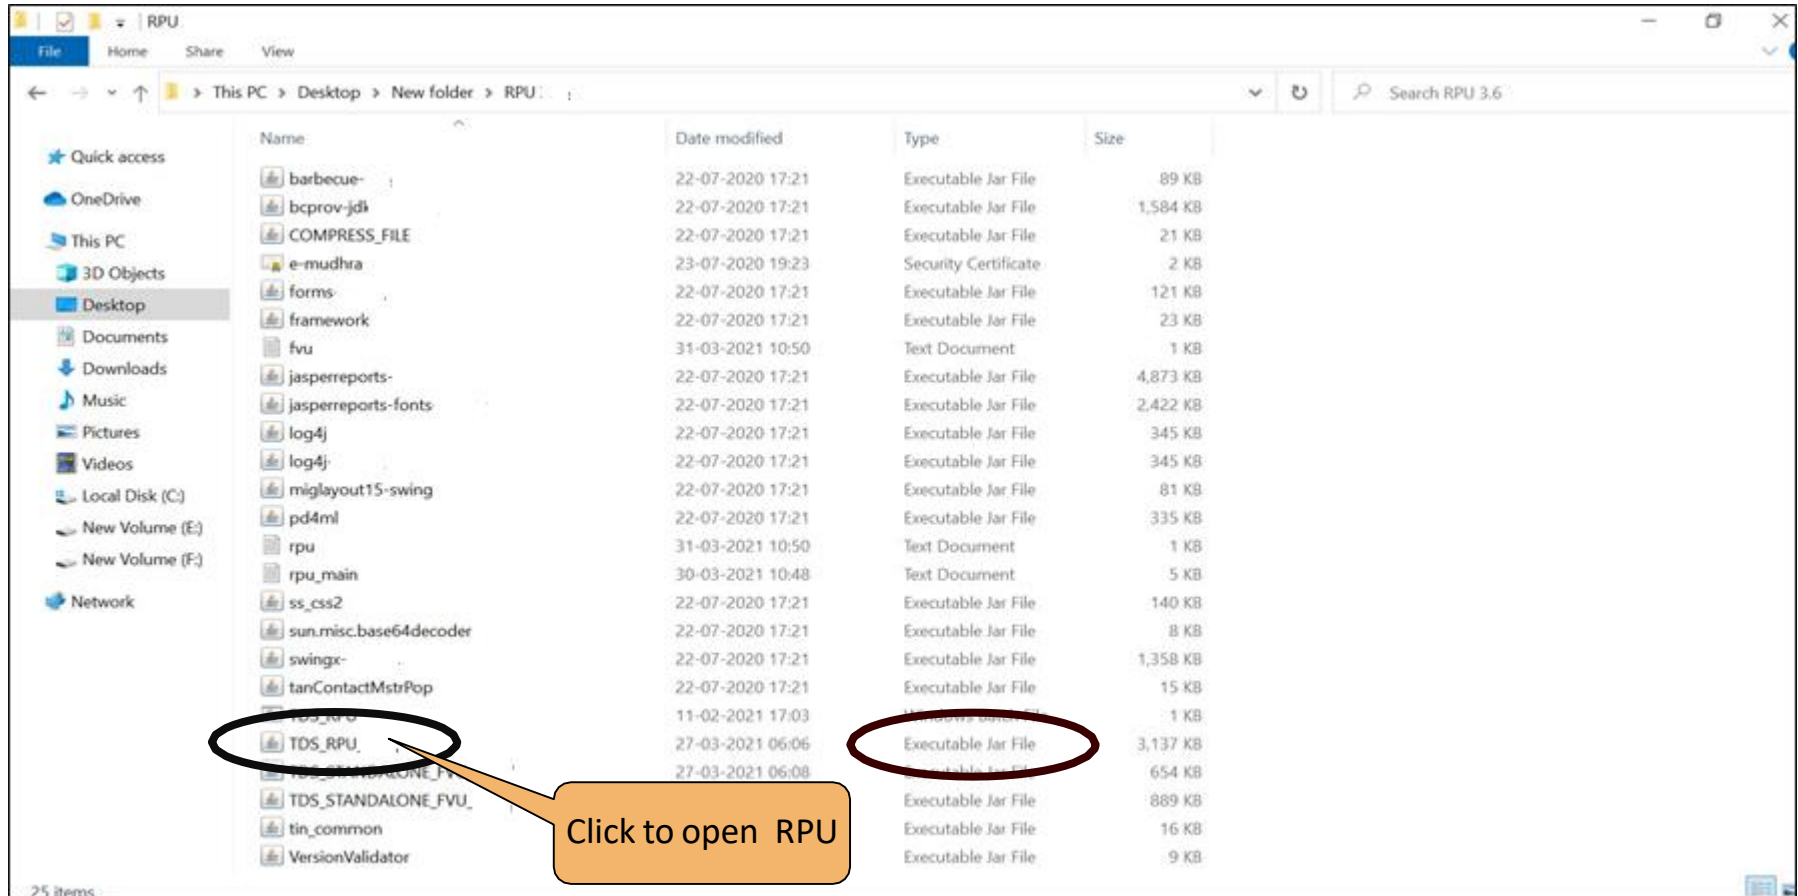 RPU
File Home Share View
This PC > Desktop > New folder > RPU Search RPU 3.6
Name Date modified Type Size
Quick access
OneDrive
This PC
3D Objects
Desktop
Documents
Downloads
Music
Pictures
Videos
Local Disk (C:)
New Volume (E:)
New Volume (F:)
Network
barbecue- 22-07-2020 17:21 Executable Jar File 89 KB
bcprov-jdk 22-07-2020 17:21 Executable Jar File 1,584 KB
COMPRESS_FILE 22-07-2020 17:21 Executable Jar File 21 KB
e-mudhra 23-07-2020 19:23 Security Certificate 2 KB
forms- 22-07-2020 17:21 Executable Jar File 121 KB
framework 22-07-2020 17:21 Executable Jar File 23 KB
fvu 31-03-2021 10:50 Text Document 1 KB
jasperreports- 22-07-2020 17:21 Executable Jar File 4,873 KB
jasperreports-fonts 22-07-2020 17:21 Executable Jar File 2,422 KB
log4j 22-07-2020 17:21 Executable Jar File 345 KB
log4j- 22-07-2020 17:21 Executable Jar File 345 KB
miglayout15-swing 22-07-2020 17:21 Executable Jar File 81 KB
pd4ml 22-07-2020 17:21 Executable Jar File 335 KB
rpu 31-03-2021 10:50 Text Document 1 KB
rpu_main 30-03-2021 10:48 Text Document 5 KB
ss_css2 22-07-2020 17:21 Executable Jar File 140 KB
sun.misc.base64decoder 22-07-2020 17:21 Executable Jar File 8 KB
swingx- 22-07-2020 17:21 Executable Jar File 1,358 KB
tanContactMstrPop 22-07-2020 17:21 Executable Jar File 15 KB
TDS_RPU 11-02-2021 17:03 Windows Batch File 1 KB
TDS_RPU_ 27-03-2021 06:06 Executable Jar File 3,137 KB
TDS_STANDALONE_FVU_ 27-03-2021 06:08 Executable Jar File 654 KB
TDS_STANDALONE_FVU_ Executable Jar File 889 KB
tin_common Executable Jar File 16 KB
VersionValidator Executable Jar File 9 KB
Click to open RPU
25 items